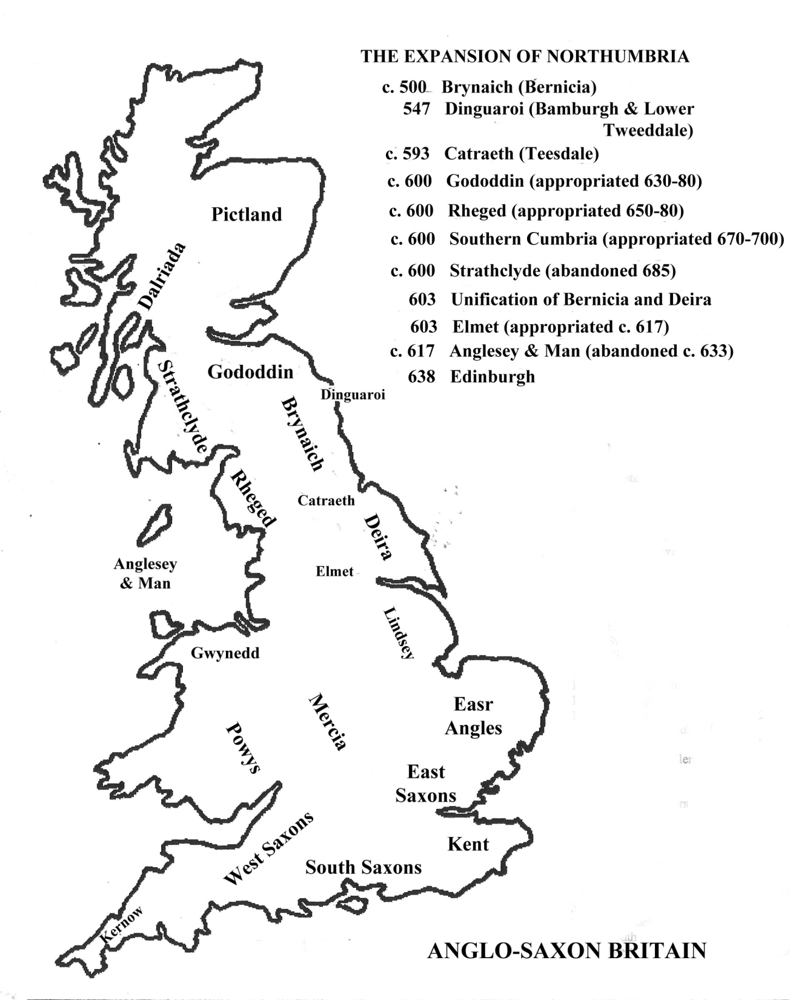 THE EXPANSION OF NORTHUMBRIA
c. 500 Brynaich (Bernicia)
547 Dinguaroi (Bamburgh & Lower
Tweeddale)
c. 593 Catraeth (Teesdale)
c. 600 Gododdin (appropriated 630-80)
c. 600 Rheged (appropriated 650-80)
c. 600 Southern Cumbria (appropriated 670-700)
c. 600 Strathclyde (abandoned 685)
603 Unification of Bernicia and Deira
603 Elmet (appropriated c. 617)
c. 617 Anglesey & Man (abandoned c. 633)
638 Edinburgh
Pictland
Dalriada
Gododdin
Strathclyde
Dinguaroi
Brynaich
Rheged
Catraeth
Deira
Anglesey
& Man
Elmet
Lindsey
Gwynedd
Mercia
Powys
Easr
Angles
East
Saxons
West Saxons
Kent
South Saxons
Kernow
ANGLO-SAXON BRITAIN